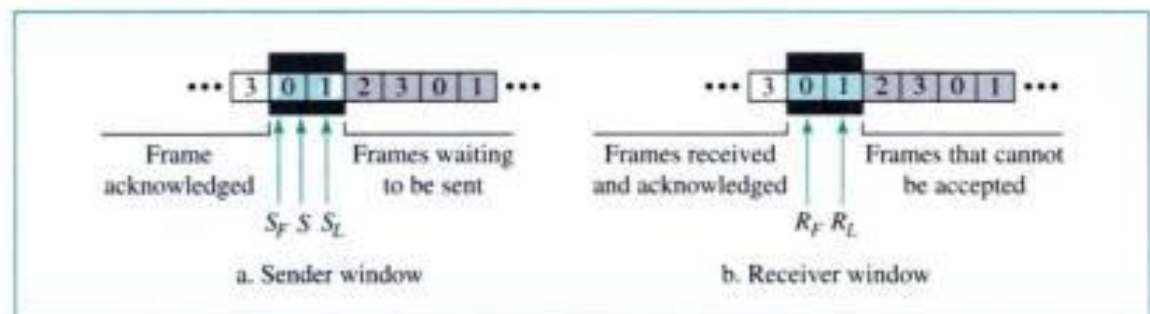 ••• 3 0 1 2 3 0 1 •••
Frame
acknowledged
Frames waiting
to be sent
S_F S S_L
a. Sender window
••• 3 0 1 2 3 0 1 •••
Frames received
and acknowledged
Frames that cannot
be accepted
R_F R_L
b. Receiver window